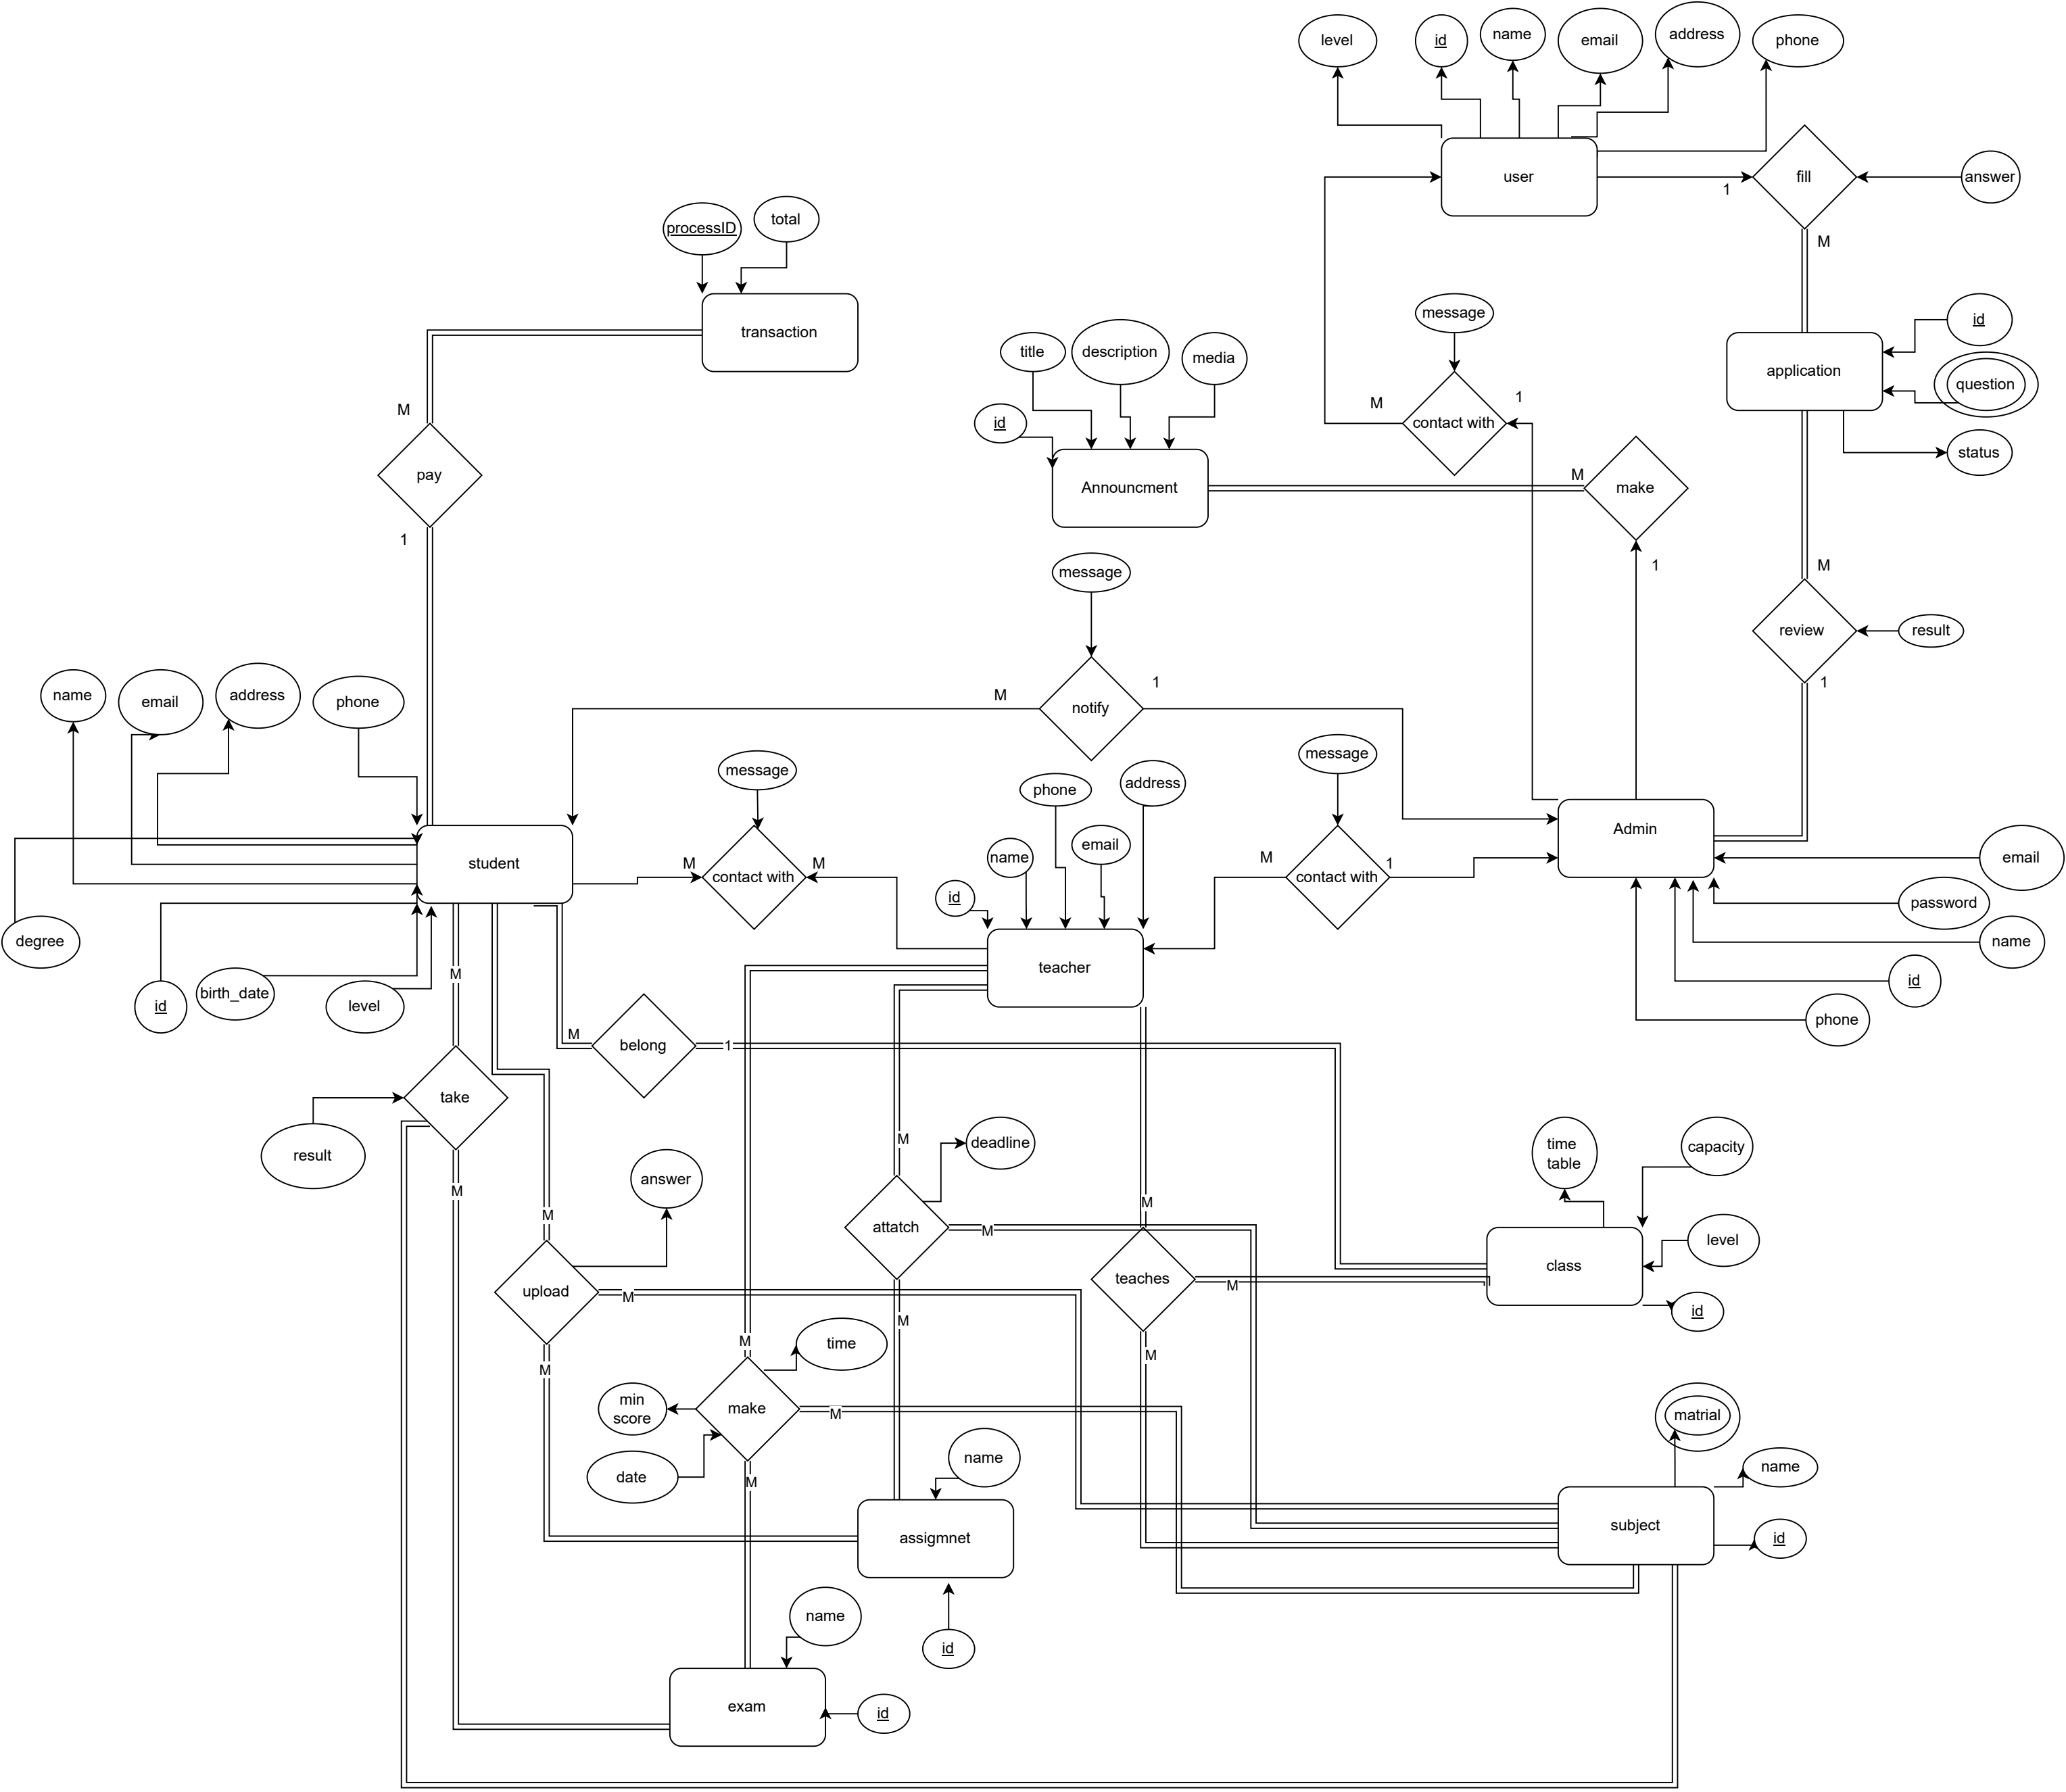 level
id
name
email
address
phone
user
1
fill
answer
M
processID
total
transaction
message
id
application
question
title
description
media
id
M
1
contact with
status
M
pay
1
Announcment
M
make
1
message
M
review
result
1
M
notify
1
name
email
address
phone
message
message
phone
address
Admin
name
email
student
M
contact with
M
id
M
contact with
1
email
password
name
id
phone
degree
id
birth_date
level
teacher
M
M
belong
1
take
result
M
M
deadline
time
table
capacity
answer
M
M
attatch
M
level
class
teaches
M
id
upload
M
M
M
time
M
M
min
score
make
M
date
M
matrial
name
name
assigmnet
subject
id
id
name
exam
id